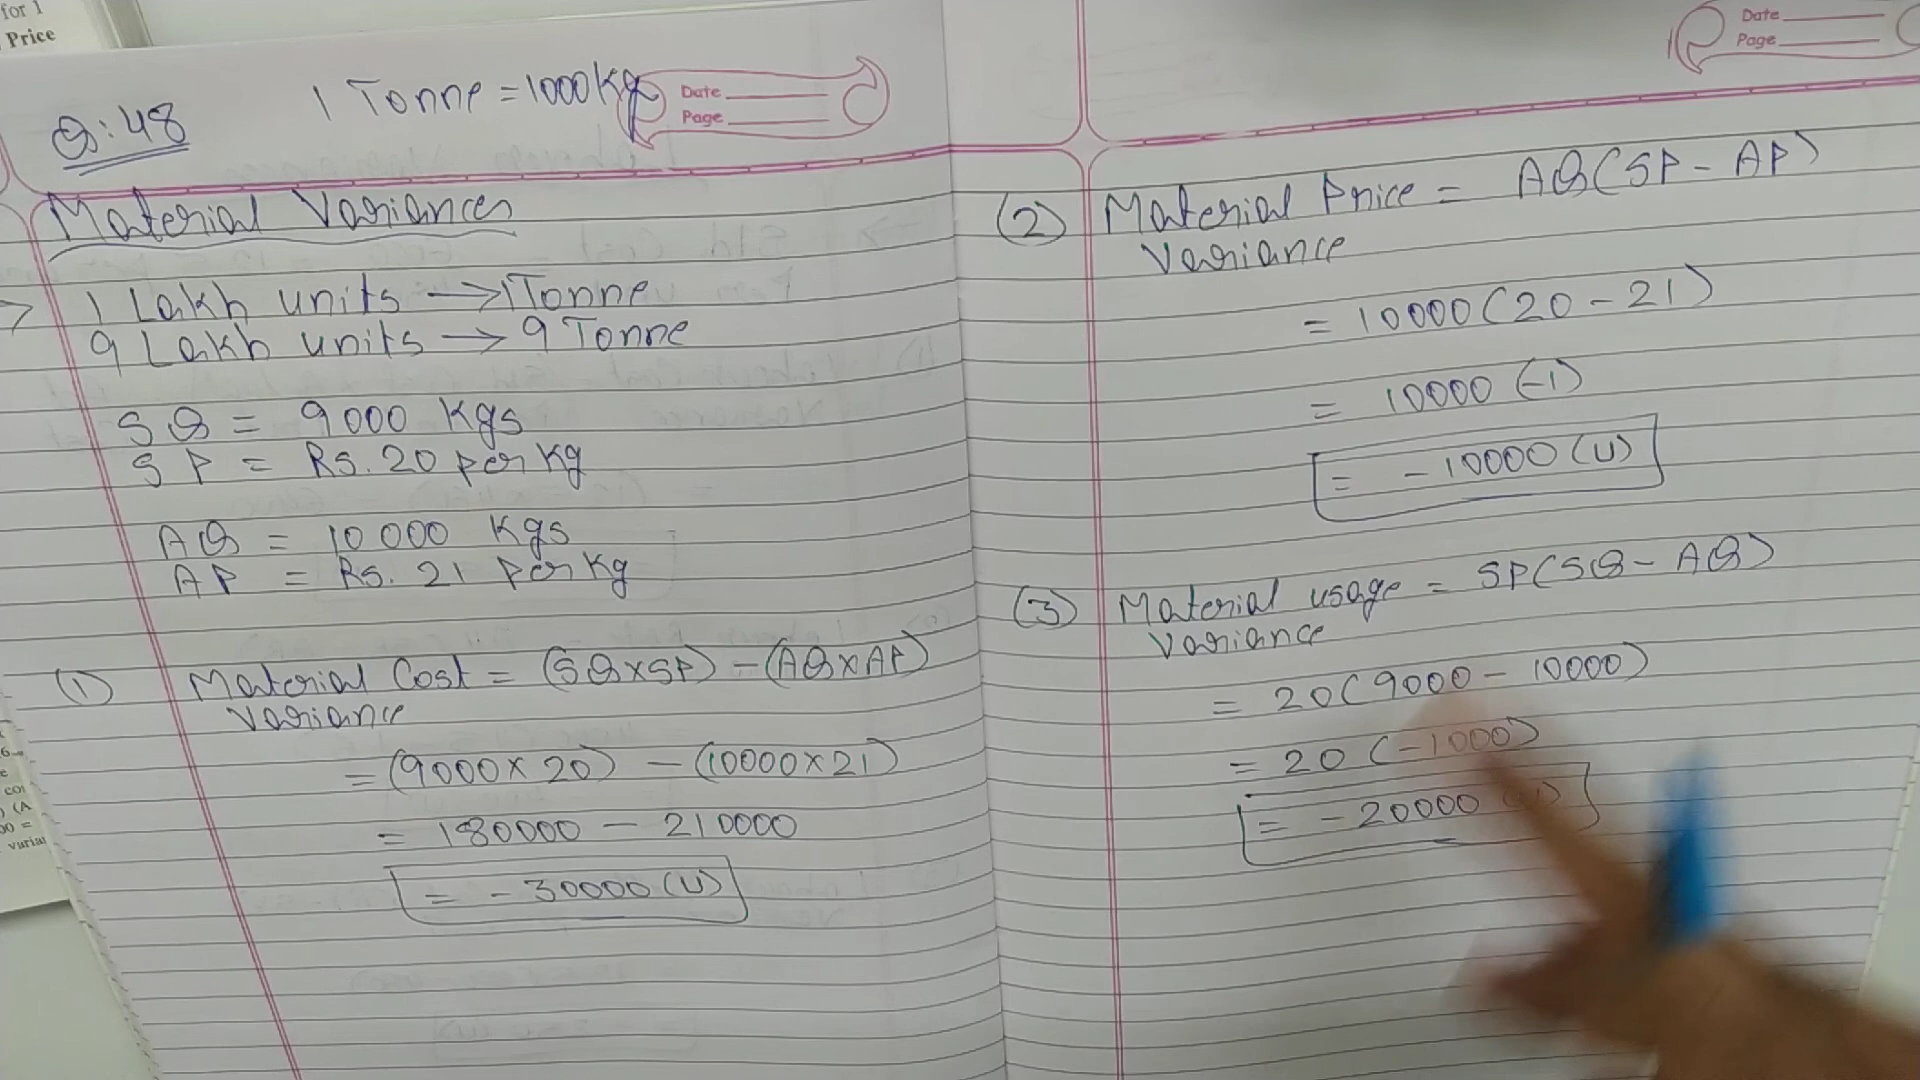 for 1
Price
Q:48
1 Tonne = 1000 Kg
Date
Page
Material Variances
1 Lakh units → 1 Tonne
9 Lakh units → 9 Tonne
SQ = 9000 Kgs
SP = Rs. 20 per Kg
AQ = 10000 Kgs
AP = Rs. 21 per Kg
(1) Material Cost = (SQ×SP) - (AQ×AP)
Variance
= (9000 × 20) - (10000×21)
= 180000 - 210000
= - 30000 (U)
Date
Page
(2) Material Price = AQ(SP - AP)
Variance
= 10000(20-21)
= 10000 (-1)
= - 10000 (U)
(3) Material usage = SP(SQ - AQ)
Variance
= 20(9000 - 10000)
= 20 (-1000)
= - 20000